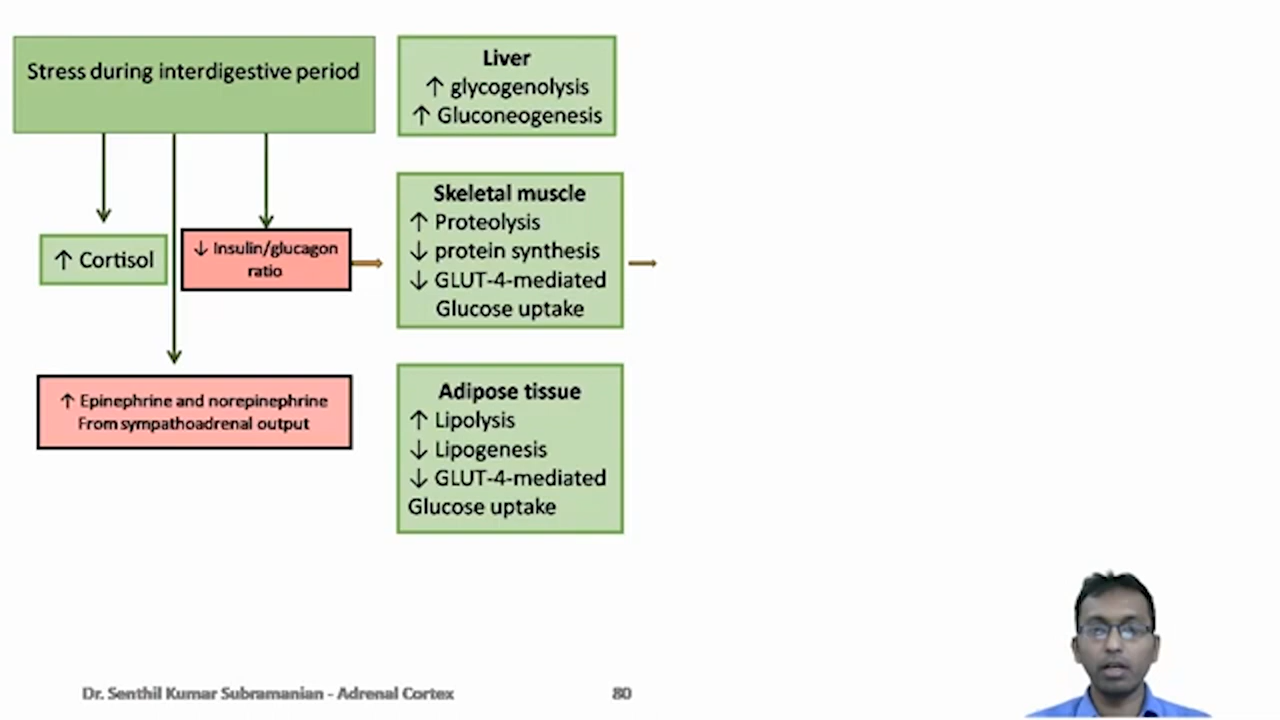 Stress during interdigestive period
↑ Cortisol
↓ Insulin/glucagon
ratio
↑ Epinephrine and norepinephrine
From sympathoadrenal output
Liver
↑ glycogenolysis
↑ Gluconeogenesis
Skeletal muscle
↑ Proteolysis
↓ protein synthesis
↓ GLUT-4-mediated
Glucose uptake
Adipose tissue
↑ Lipolysis
↓ Lipogenesis
↓ GLUT-4-mediated
Glucose uptake
Dr. Senthil Kumar Subramanian - Adrenal Cortex
80